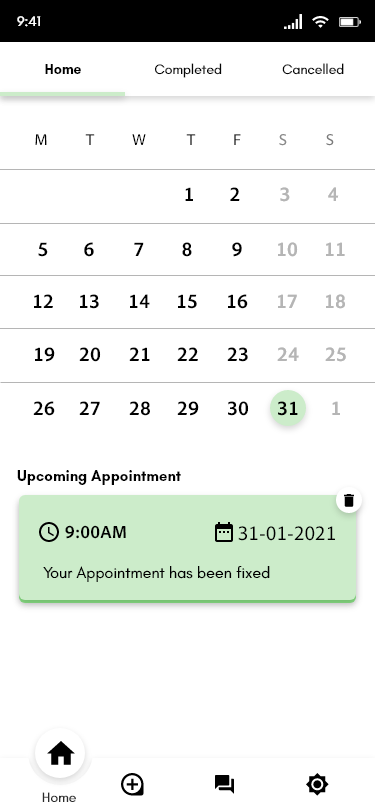 9:41
Home Completed Cancelled
M T W T F S S
1 2 3 4
5 6 7 8 9 10 11
12 13 14 15 16 17 18
19 20 21 22 23 24 25
26 27 28 29 30 31 1
Upcoming Appointment
9:00AM 31-01-2021
Your Appointment has been fixed
Home